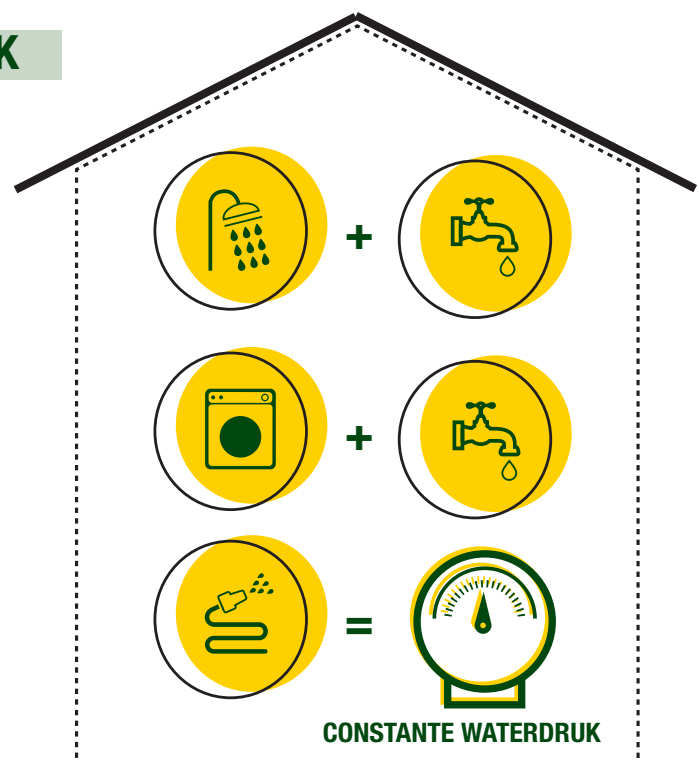 K
+
+
=
CONSTANTE WATERDRUK